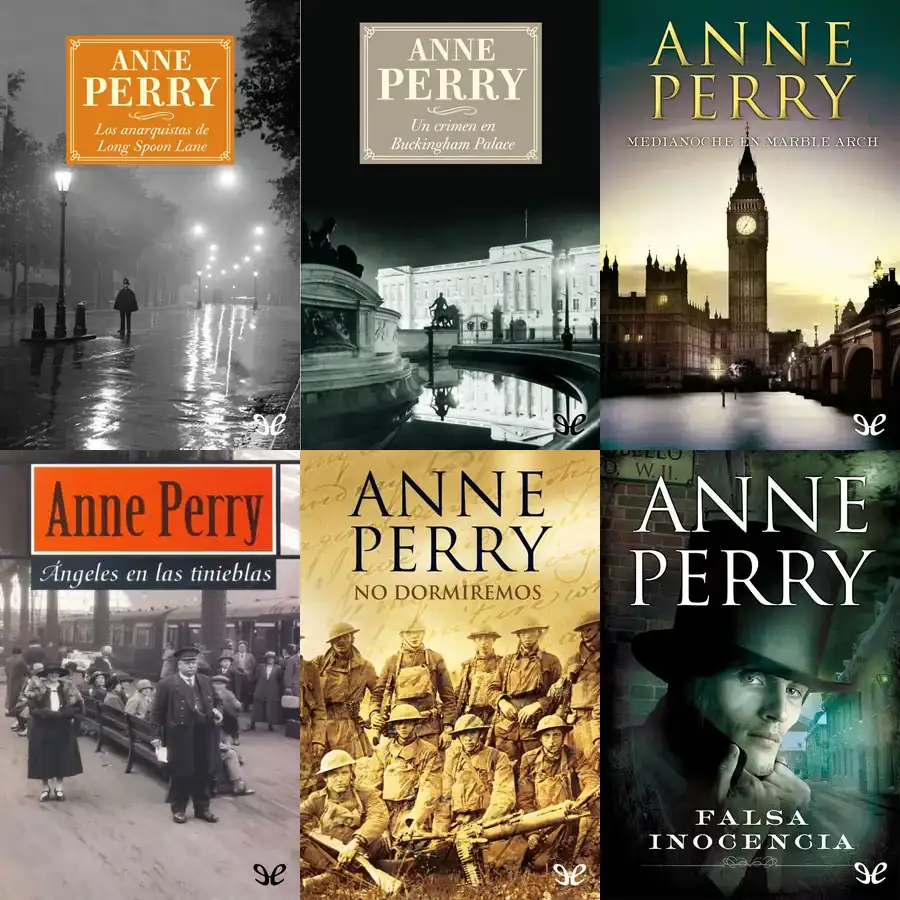 ANNE
PERRY
Los anarquistas de
Long Spoon Lane
ANNE
PERRY
Un crimen en
Buckingham Palace
ANNE
PERRY
MEDIANOCHE EN MARBLE ARCH
Anne Perry
Ángeles en las tinieblas
ANNE
PERRY
NO DORMIREMOS
W. 11
ANNE
PERRY
FALSA
INOCENCIA